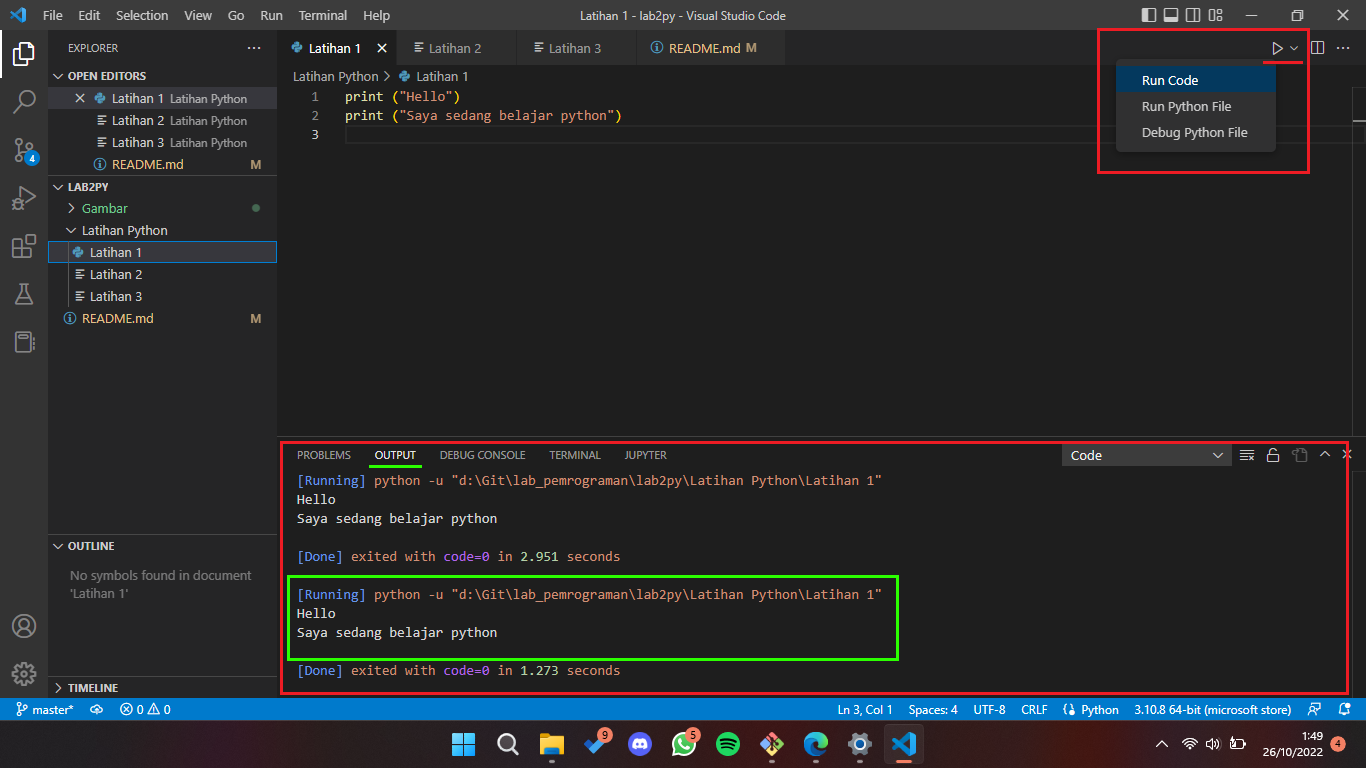 File Edit Selection View Go Run Terminal Help
Latihan 1 - lab2py - Visual Studio Code
EXPLORER
OPEN EDITORS
Latihan 1 Latihan Python
Latihan 2 Latihan Python
Latihan 3 Latihan Python
README.md M
LAB2PY
Gambar
Latihan Python
Latihan 1
Latihan 2
Latihan 3
README.md M
OUTLINE
No symbols found in document
'Latihan 1'
TIMELINE
4
Latihan 1 Latihan 2 Latihan 3 README.md M
Latihan Python > Latihan 1
1 print ("Hello")
2 print ("Saya sedang belajar python")
3
Run Code
Run Python File
Debug Python File
PROBLEMS OUTPUT DEBUG CONSOLE TERMINAL JUPYTER
Code
[Running] python -u "d:\Git\lab_pemrograman\lab2py\Latihan Python\Latihan 1"
Hello
Saya sedang belajar python
[Done] exited with code=0 in 2.951 seconds
[Running] python -u "d:\Git\lab_pemrograman\lab2py\Latihan Python\Latihan 1"
Hello
Saya sedang belajar python
[Done] exited with code=0 in 1.273 seconds
master* 0 0 Ln 3, Col 1 Spaces: 4 UTF-8 CRLF Python 3.10.8 64-bit (microsoft store)
9 5
1:49
26/10/2022
4